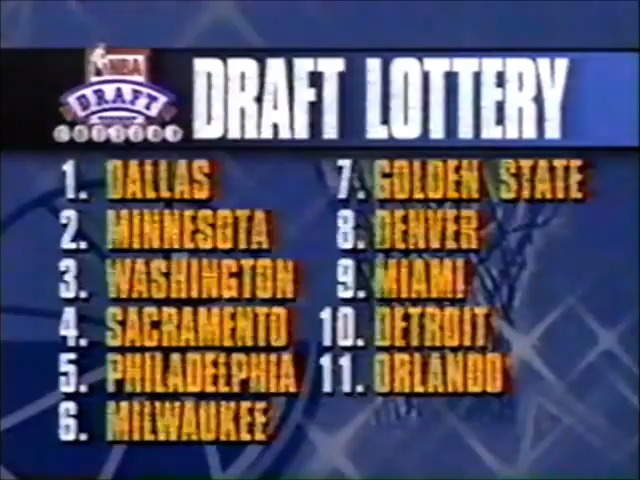 NBA
DRAFT
LOTTERY
DRAFT LOTTERY
1. DALLAS
2. MINNESOTA
3. WASHINGTON
4. SACRAMENTO
5. PHILADELPHIA
6. MILWAUKEE
7. GOLDEN STATE
8. DENVER
9. MIAMI
10. DETROIT
11. ORLANDO